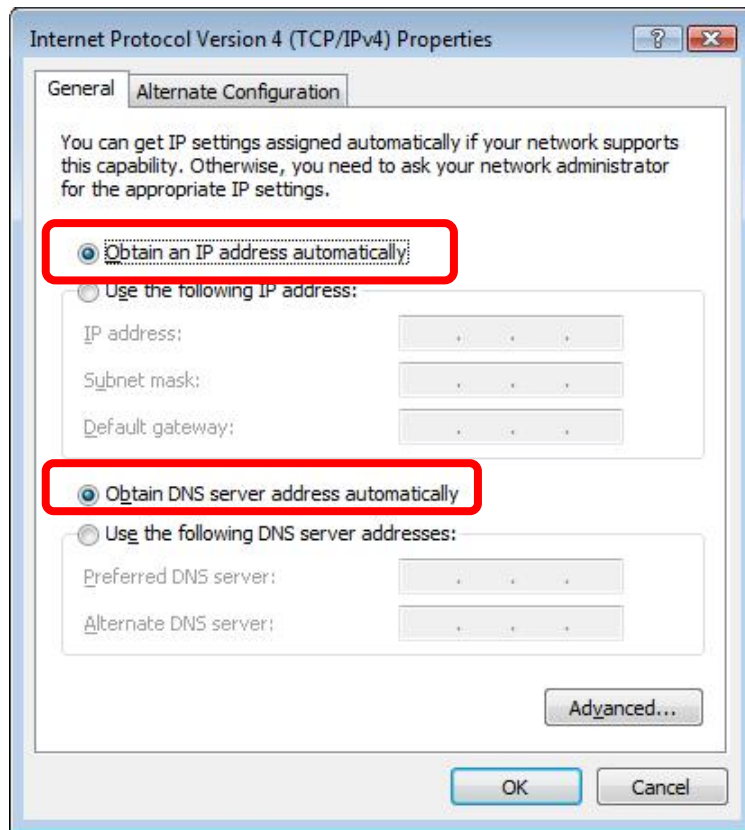 Internet Protocol Version 4 (TCP/IPv4) Properties
General
Alternate Configuration
You can get IP settings assigned automatically if your network supports
this capability. Otherwise, you need to ask your network administrator
for the appropriate IP settings.
Obtain an IP address automatically
Use the following IP address:
IP address:
Subnet mask:
Default gateway:
Obtain DNS server address automatically
Use the following DNS server addresses:
Preferred DNS server:
Alternate DNS server:
Advanced...
OK
Cancel